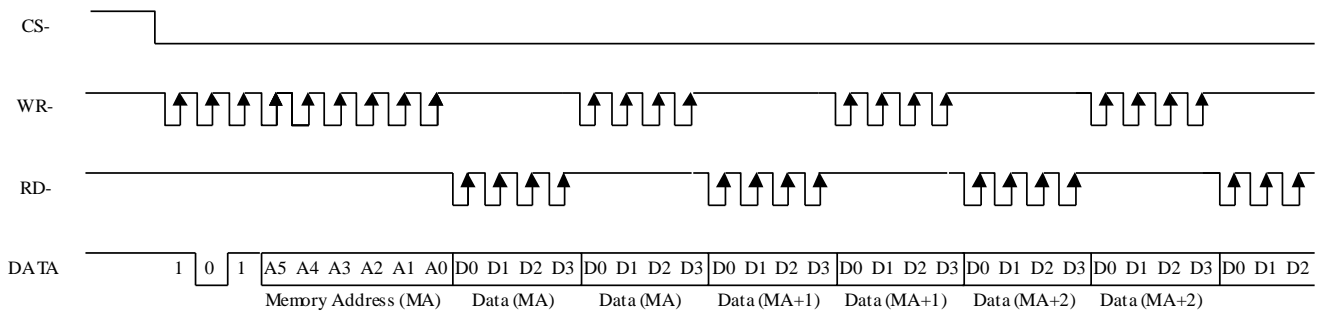 CS-
WR-
RD-
DATA 1 0 1 A5 A4 A3 A2 A1 A0 D0 D1 D2 D3 D0 D1 D2 D3 D0 D1 D2 D3 D0 D1 D2 D3 D0 D1 D2 D3 D0 D1 D2 D3 D0 D1 D2
Memory Address (MA) Data (MA) Data (MA) Data (MA+1) Data (MA+1) Data (MA+2) Data (MA+2)